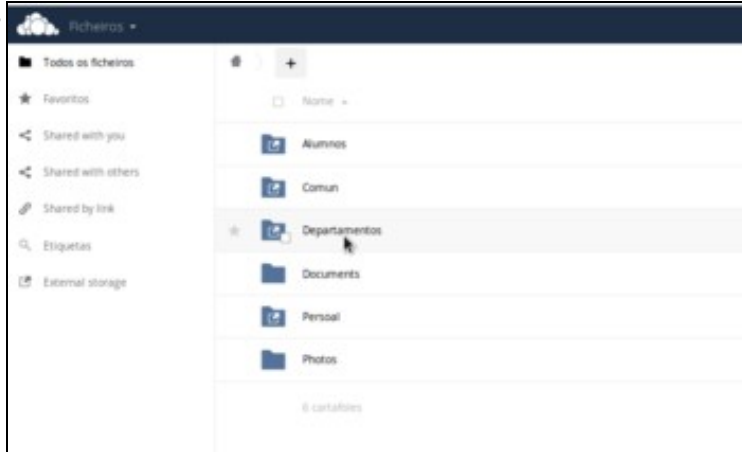 Ficheiros
Todos os ficheiros
Favoritos
Shared with you
Shared with others
Shared by link
Etiquetas
External storage
+
Nome
Alumnos
Comun
Departamentos
Documents
Persoal
Photos
6 cartafoles